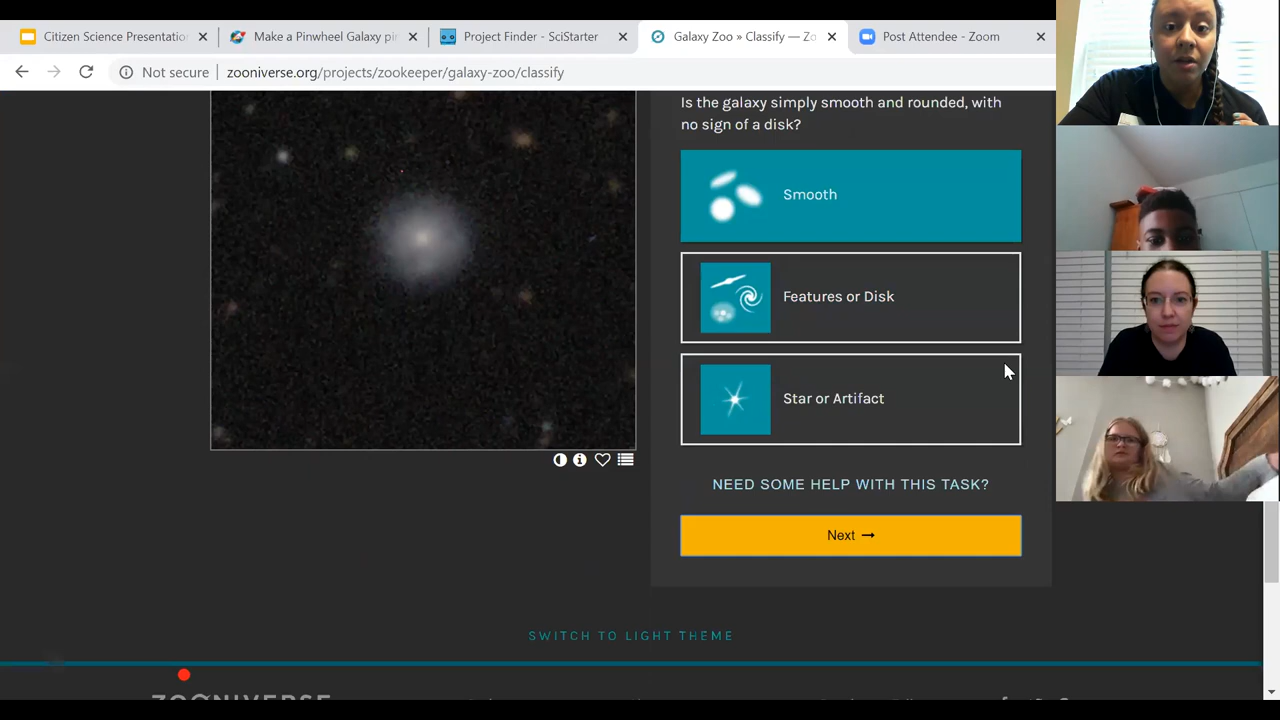 Citizen Science Presentatio
Make a Pinwheel Galaxy pi
Project Finder - SciStarter
Galaxy Zoo » Classify — Zo
Post Attendee - Zoom
Not secure
zooniverse.org/projects/zookeeper/galaxy-zoo/classify
Is the galaxy simply smooth and rounded, with
no sign of a disk?
Smooth
Features or Disk
Star or Artifact
NEED SOME HELP WITH THIS TASK?
Next →
SWITCH TO LIGHT THEME
ZOONIVERSE